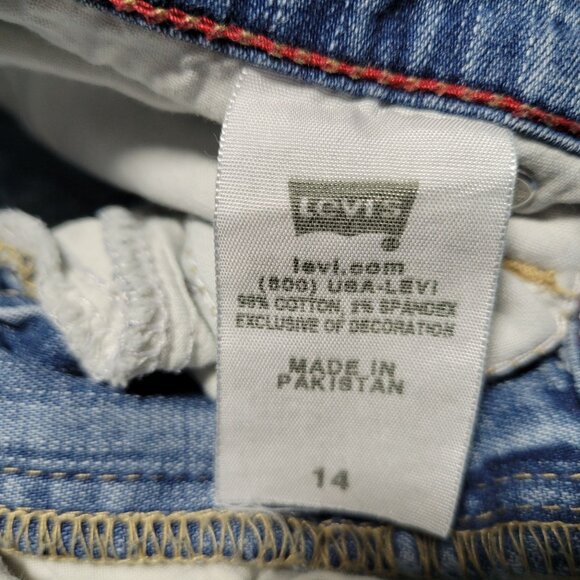 Levi's
levi.com
(800) USA-LEVI
98% COTTON, 2% SPANDEX
EXCLUSIVE OF DECORATION
MADE IN
PAKISTAN
14